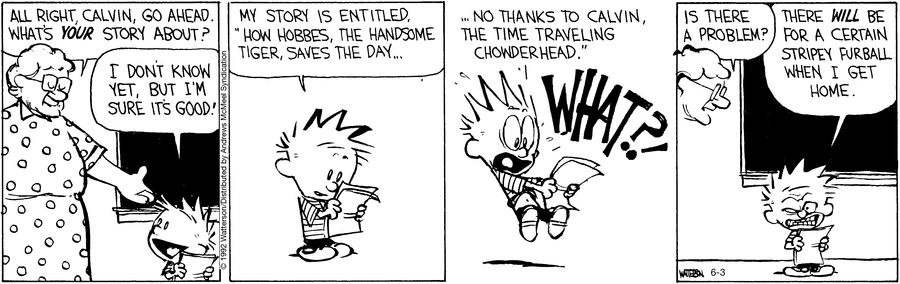 ALL RIGHT, CALVIN, GO AHEAD.
WHAT'S YOUR STORY ABOUT?
I DON'T KNOW
YET, BUT I'M
SURE IT'S GOOD!
© 1992 Watterson/Distributed by Andrews McMeel Syndication
MY STORY IS ENTITLED,
"HOW HOBBES, THE HANDSOME
TIGER, SAVES THE DAY...
...NO THANKS TO CALVIN,
THE TIME TRAVELING
CHOWDERHEAD."
WHAT?!
IS THERE
A PROBLEM?
THERE WILL BE
FOR A CERTAIN
STRIPEY FURBALL
WHEN I GET
HOME.
WATTERSON 6-3